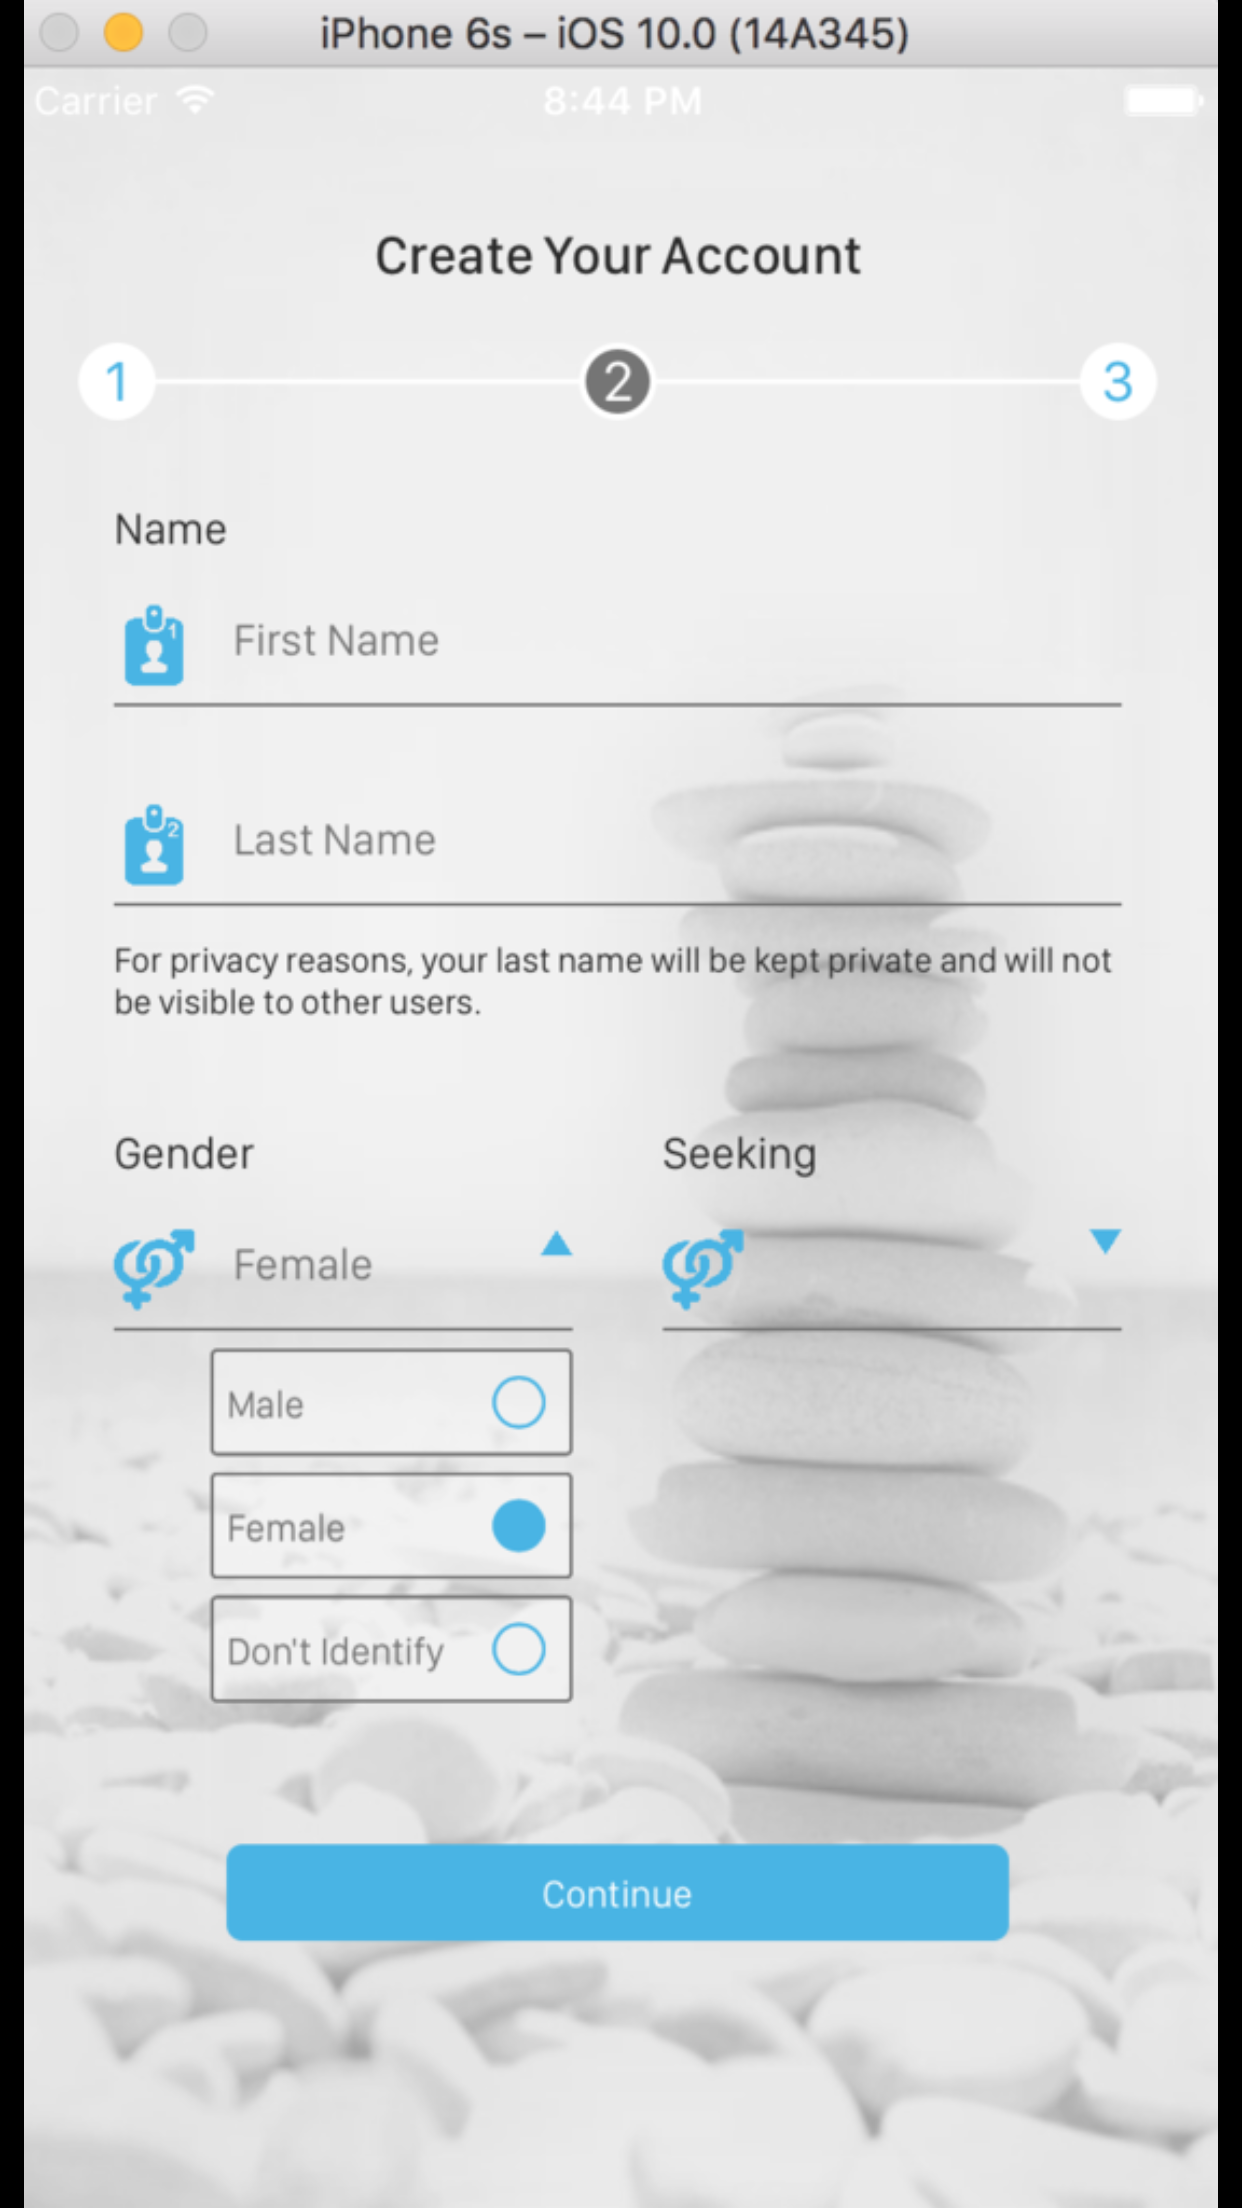 iPhone 6s – iOS 10.0 (14A345)
Carrier 8:44 PM
Create Your Account
1 2 3
Name
1
First Name
2
Last Name
For privacy reasons, your last name will be kept private and will not
be visible to other users.
Gender Seeking
Female
Male
Female
Don't Identify
Continue